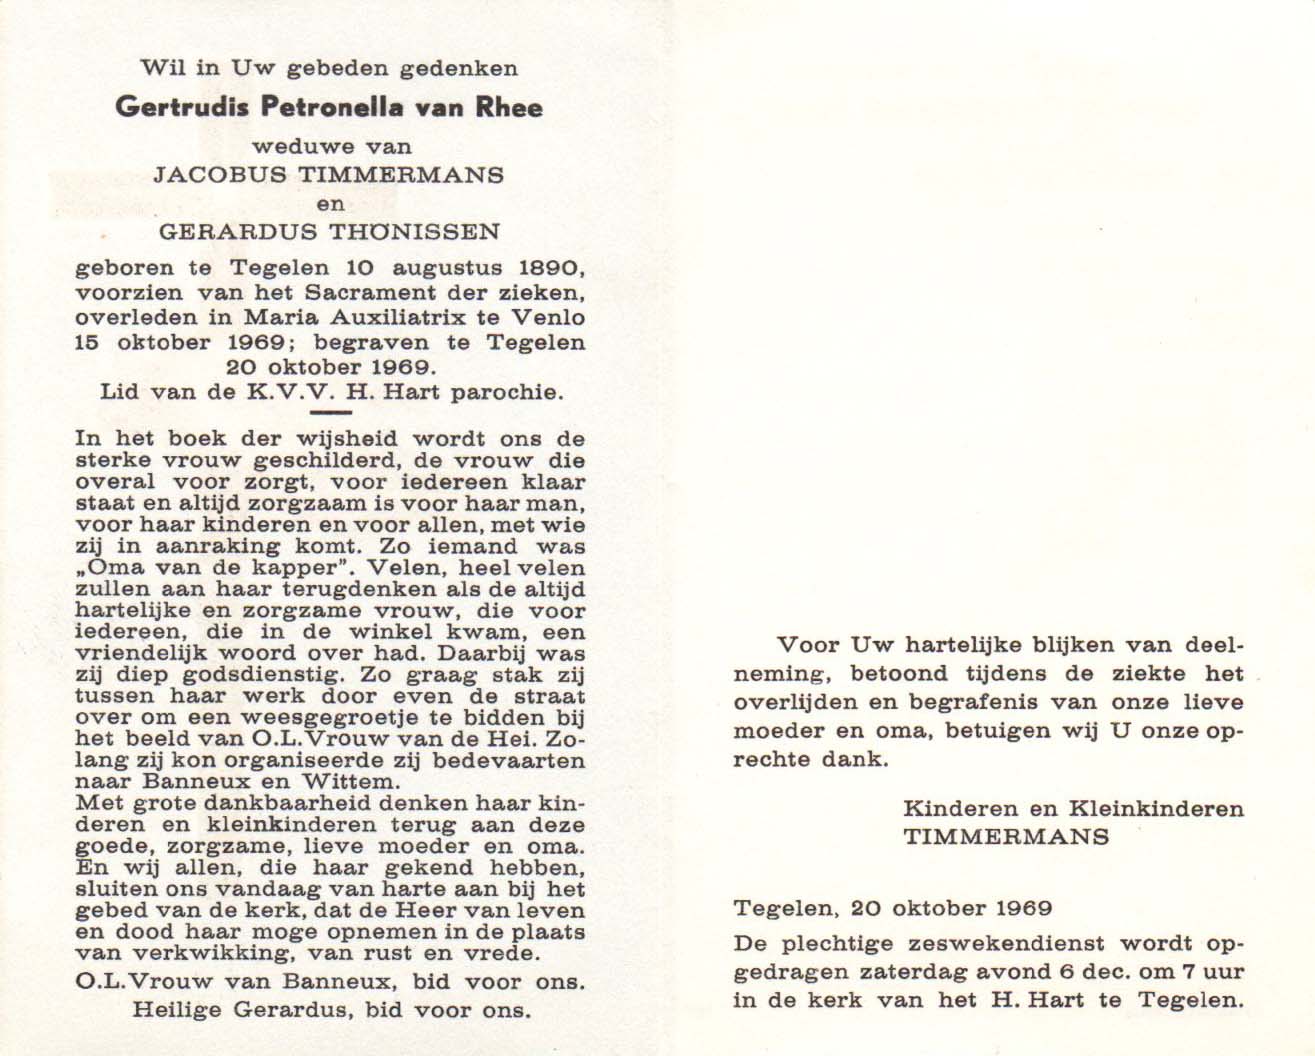 Wil in Uw gebeden gedenken
Gertrudis Petronella van Rhee
weduwe van
JACOBUS TIMMERMANS
en
GERARDUS THÖNISSEN
geboren te Tegelen 10 augustus 1890,
voorzien van het Sacrament der zieken,
overleden in Maria Auxiliatrix te Venlo
15 oktober 1969; begraven te Tegelen
20 oktober 1969.
Lid van de K.V.V. H. Hart parochie.
In het boek der wijsheid wordt ons de
sterke vrouw geschilderd, de vrouw die
overal voor zorgt, voor iedereen klaar
staat en altijd zorgzaam is voor haar man,
voor haar kinderen en voor allen, met wie
zij in aanraking komt. Zo iemand was
„Oma van de kapper”. Velen, heel velen
zullen aan haar terugdenken als de altijd
hartelijke en zorgzame vrouw, die voor
iedereen, die in de winkel kwam, een
vriendelijk woord over had. Daarbij was
zij diep godsdienstig. Zo graag stak zij
tussen haar werk door even de straat
over om een weesgegroetje te bidden bij
het beeld van O.L.Vrouw van de Hei. Zo-
lang zij kon organiseerde zij bedevaarten
naar Banneux en Wittem.
Met grote dankbaarheid denken haar kin-
deren en kleinkinderen terug aan deze
goede, zorgzame, lieve moeder en oma.
En wij allen, die haar gekend hebben,
sluiten ons vandaag van harte aan bij het
gebed van de kerk, dat de Heer van leven
en dood haar moge opnemen in de plaats
van verkwikking, van rust en vrede.
O.L.Vrouw van Banneux, bid voor ons.
Heilige Gerardus, bid voor ons.
Voor Uw hartelijke blijken van deel-
neming, betoond tijdens de ziekte het
overlijden en begrafenis van onze lieve
moeder en oma, betuigen wij U onze op-
rechte dank.
Kinderen en Kleinkinderen
TIMMERMANS
Tegelen, 20 oktober 1969
De plechtige zeswekendienst wordt op-
gedragen zaterdag avond 6 dec. om 7 uur
in de kerk van het H. Hart te Tegelen.